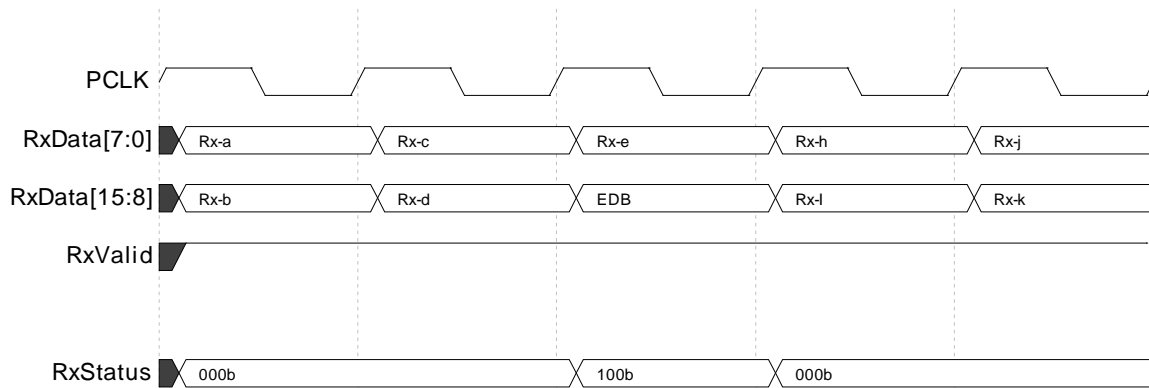 PCLK
RxData[7:0] Rx-a Rx-c Rx-e Rx-h Rx-j
RxData[15:8] Rx-b Rx-d EDB Rx-l Rx-k
RxValid
RxStatus 000b 100b 000b